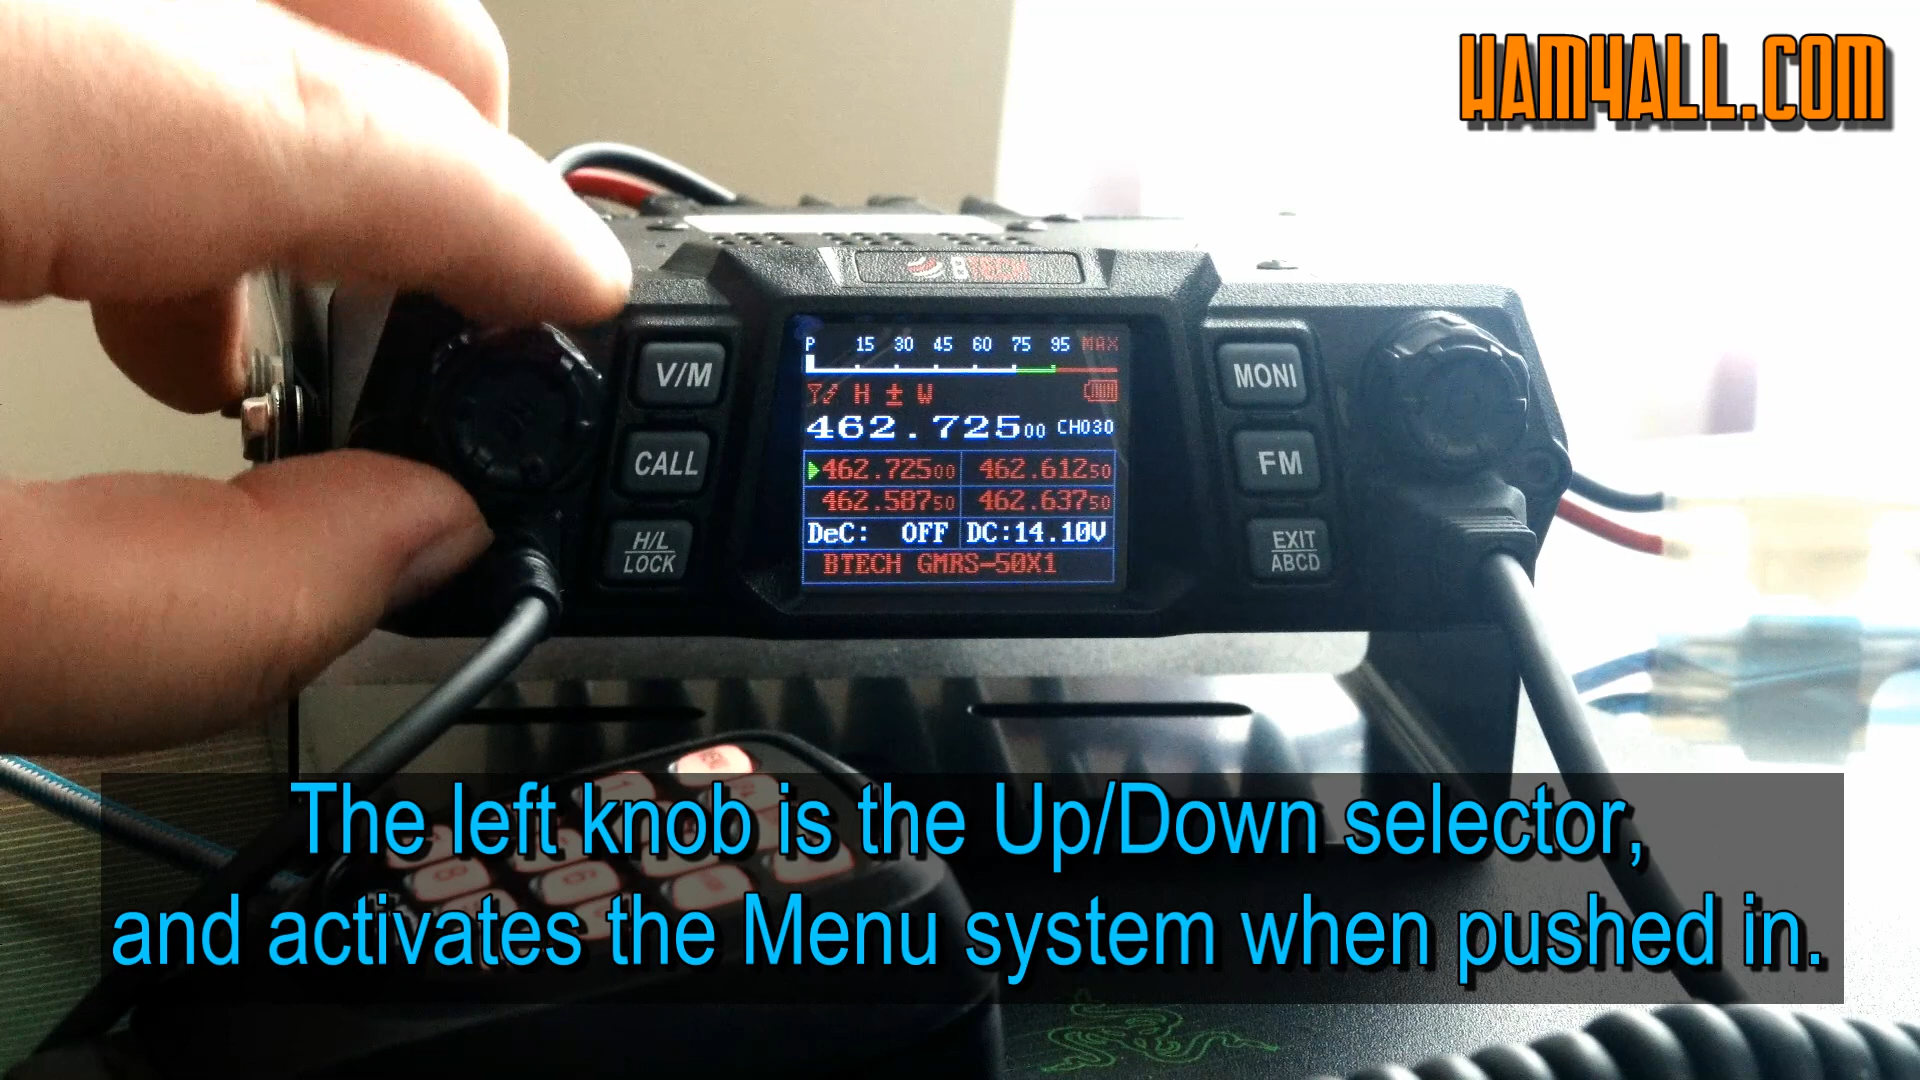 HAM4ALL.COM
BTECH
P 15 30 45 60 75 95 MAX
H ± W
462.72500 CH030
462.72500 462.61250
462.58750 462.63750
DeC: OFF DC:14.10V
BTECH GMRS-50X1
V/M
CALL
H/L
LOCK
MONI
FM
EXIT
ABCD
The left knob is the Up/Down selector,
and activates the Menu system when pushed in.